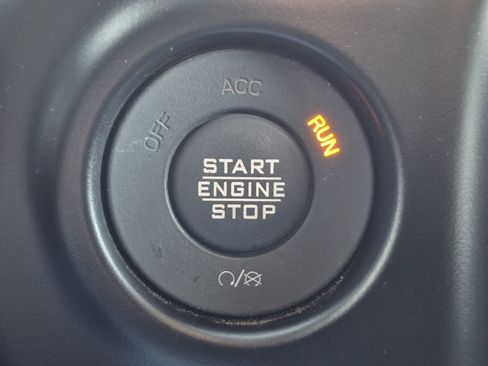 ACC
OFF
RUN
START
ENGINE
STOP